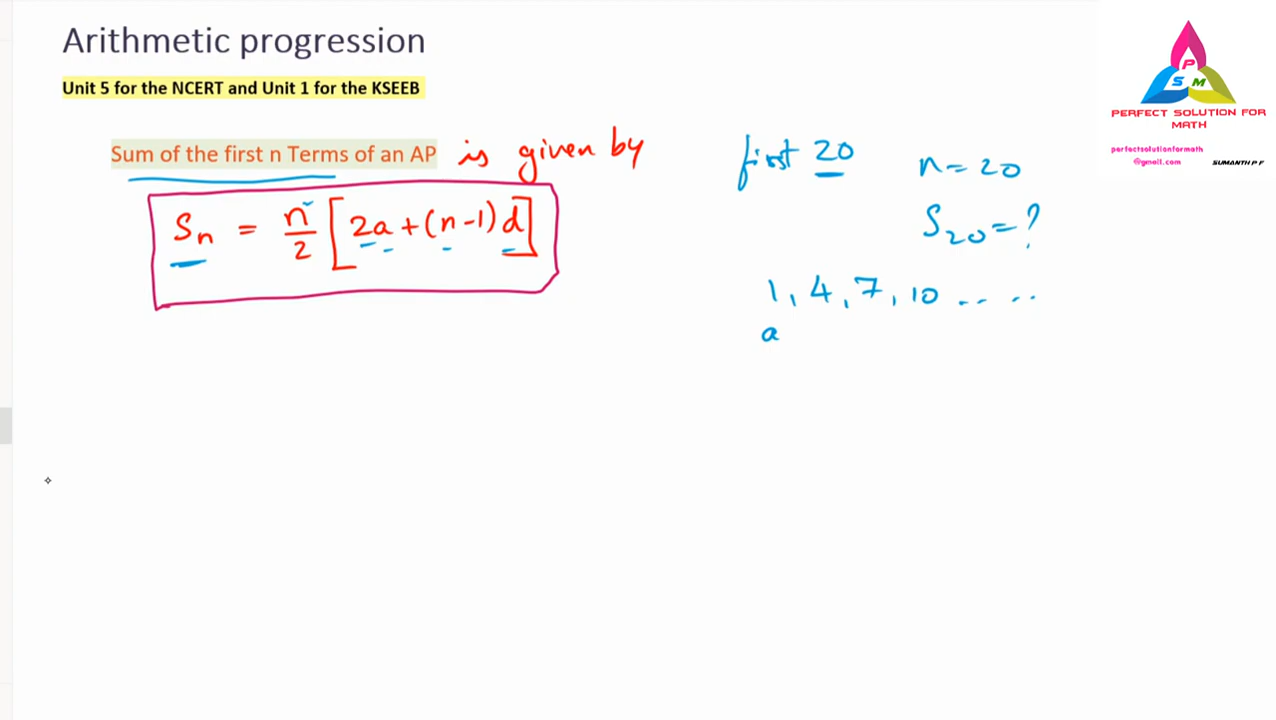 Arithmetic progression
Unit 5 for the NCERT and Unit 1 for the KSEEB
Sum of the first n Terms of an AP is given by
Sn = n/2 [2a + (n-1)d]
first 20
n = 20
S20 = ?
1, 4, 7, 10 .. ..
a
P
S M
PERFECT SOLUTION FOR
MATH
perfectsolutionformath
@gmail.com
SUMANTH P F